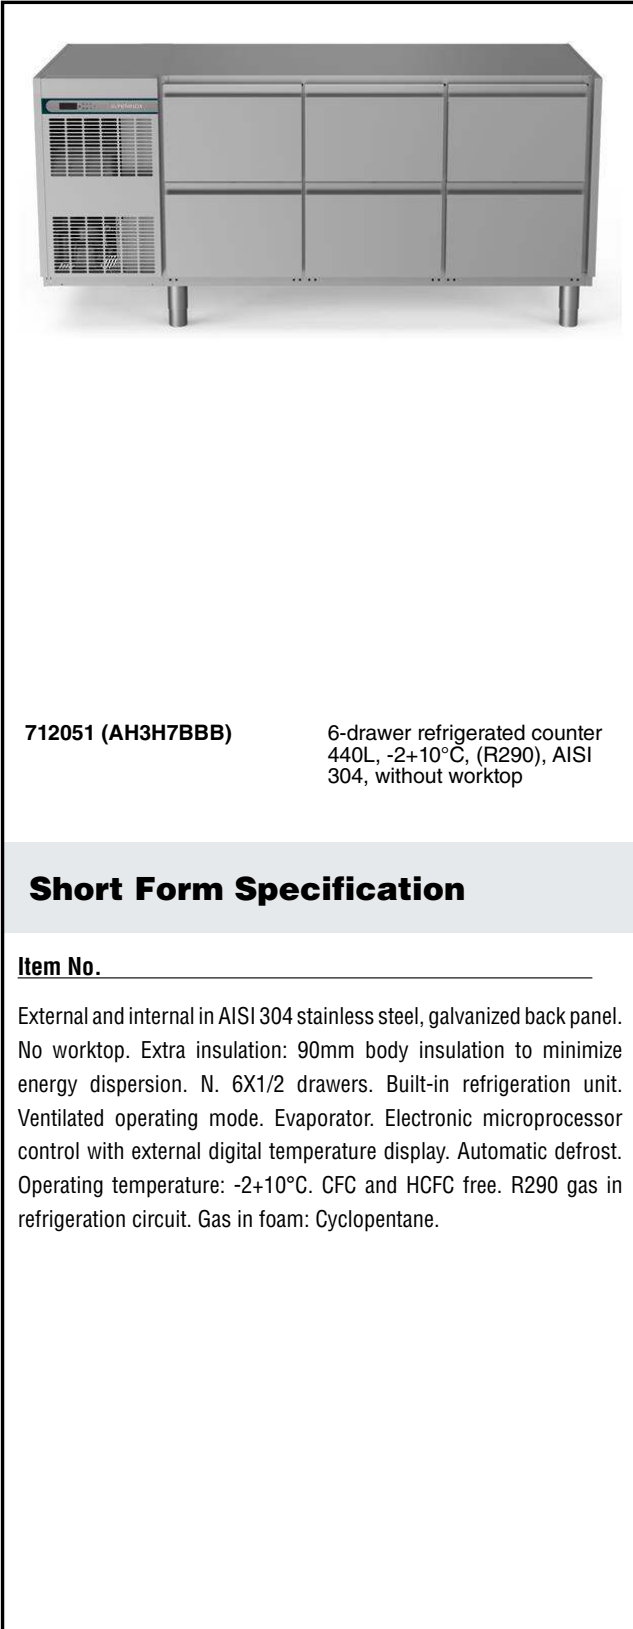 712051 (AH3H7BBB)
6-drawer refrigerated counter
440L, -2+10°C, (R290), AISI
304, without worktop
Short Form Specification
Item No.
External and internal in AISI 304 stainless steel, galvanized back panel.
No worktop. Extra insulation: 90mm body insulation to minimize
energy dispersion. N. 6X1/2 drawers. Built-in refrigeration unit.
Ventilated operating mode. Evaporator. Electronic microprocessor
control with external digital temperature display. Automatic defrost.
Operating temperature: -2+10°C. CFC and HCFC free. R290 gas in
refrigeration circuit. Gas in foam: Cyclopentane.